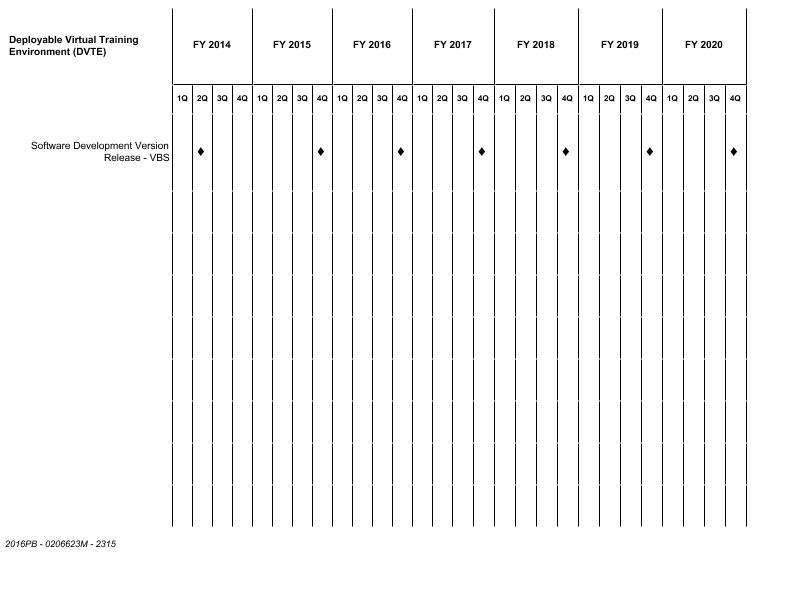 Deployable Virtual Training
Environment (DVTE)
FY 2014 FY 2015 FY 2016 FY 2017 FY 2018 FY 2019 FY 2020
1Q 2Q 3Q 4Q 1Q 2Q 3Q 4Q 1Q 2Q 3Q 4Q 1Q 2Q 3Q 4Q 1Q 2Q 3Q 4Q 1Q 2Q 3Q 4Q 1Q 2Q 3Q 4Q
Software Development Version
Release - VBS
2016PB - 0206623M - 2315